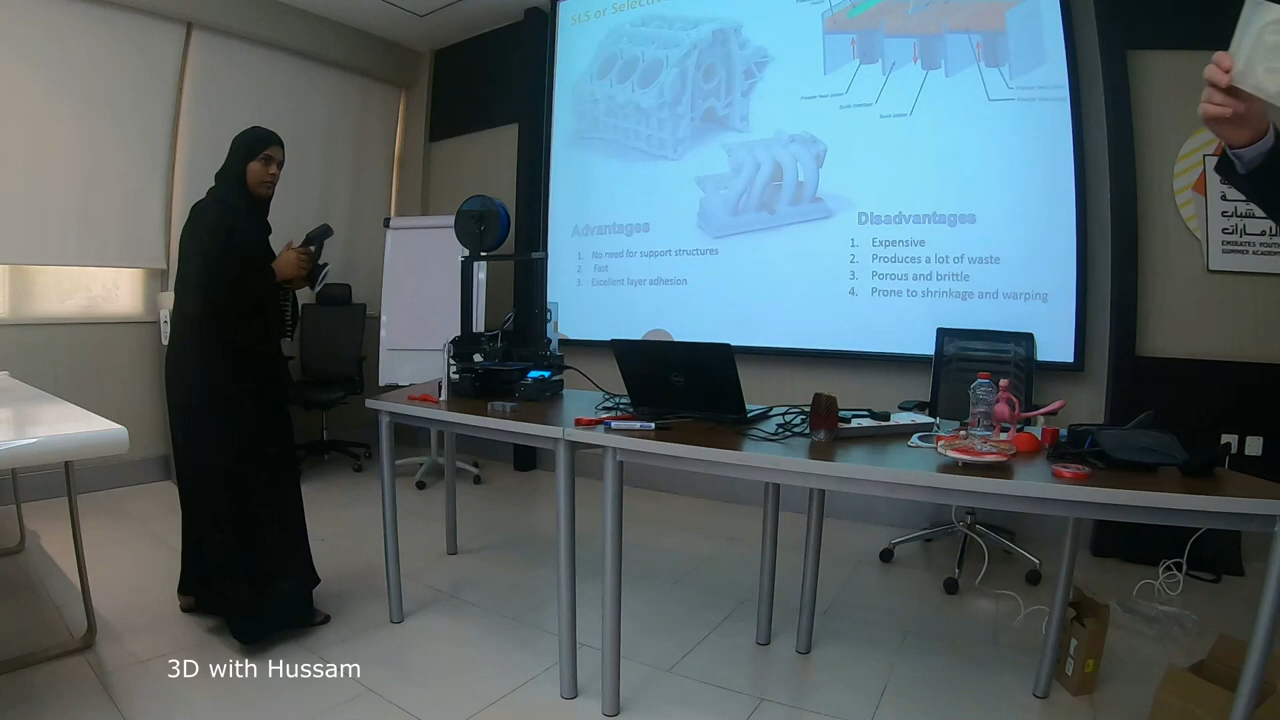 SLS or Selective
Advantages
1. No need for support structures
2. Fast
3. Excellent layer adhesion
Disadvantages
1. Expensive
2. Produces a lot of waste
3. Porous and brittle
4. Prone to shrinkage and warping
الإمارات
EMIRATES YOUTH
SUMMER ACADEM
DELL
3D with Hussam